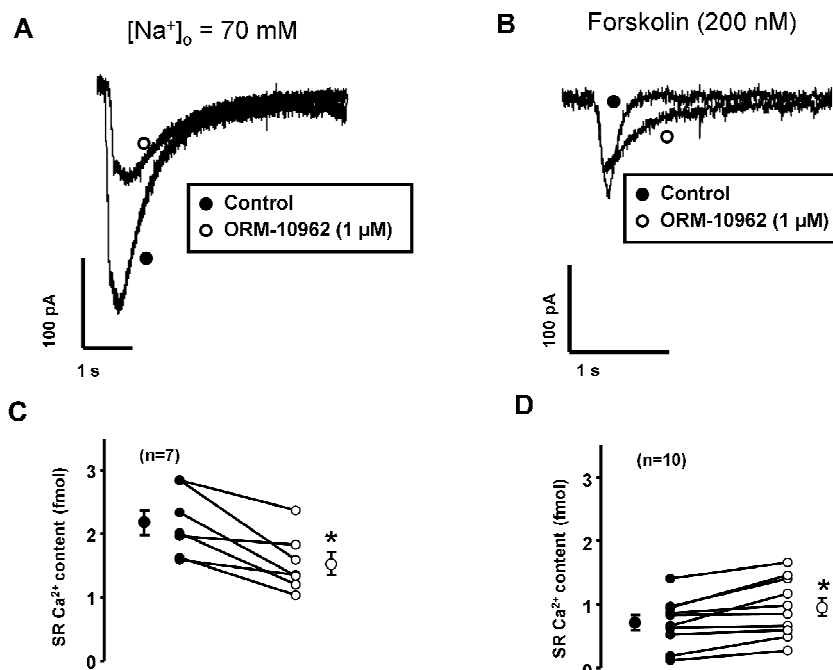 A
[Na⁺]ₒ = 70 mM
Control
ORM-10962 (1 µM)
100 pA
1 s
B
Forskolin (200 nM)
Control
ORM-10962 (1 µM)
100 pA
1 s
C
(n=7)
SR Ca²⁺ content (fmol)
3
2
1
0
*
D
(n=10)
SR Ca²⁺ content (fmol)
3
2
1
0
*